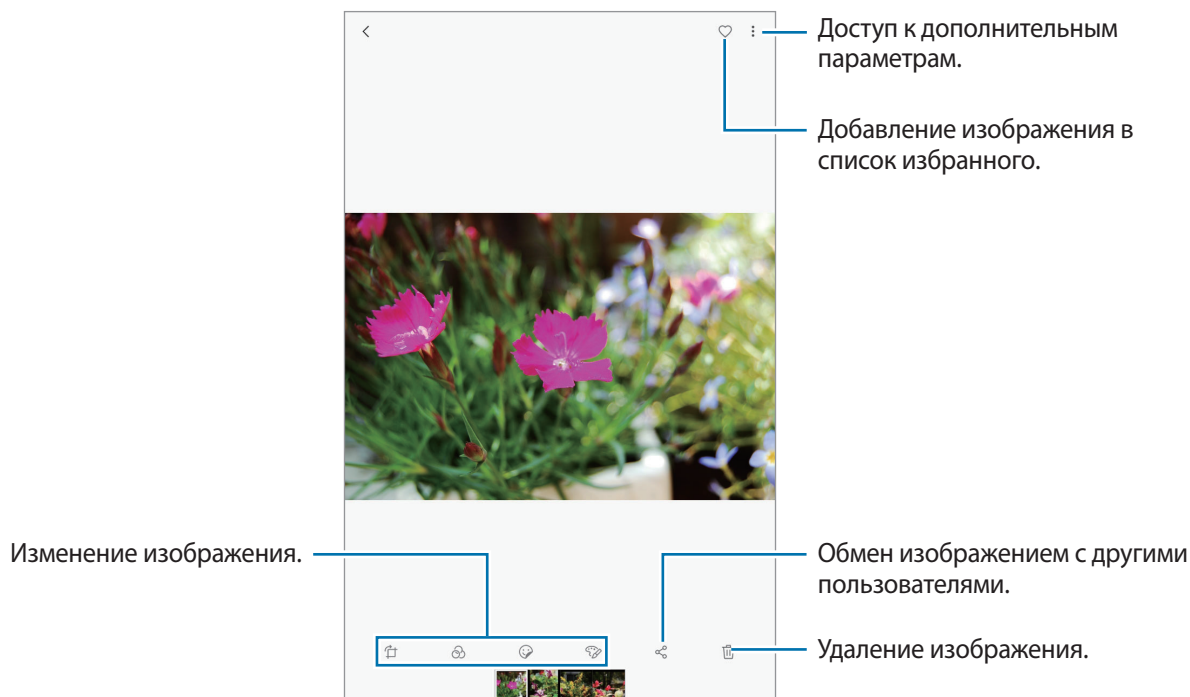 Доступ к дополнительным
параметрам.
Добавление изображения в
список избранного.
Изменение изображения.
Обмен изображением с другими
пользователями.
Удаление изображения.